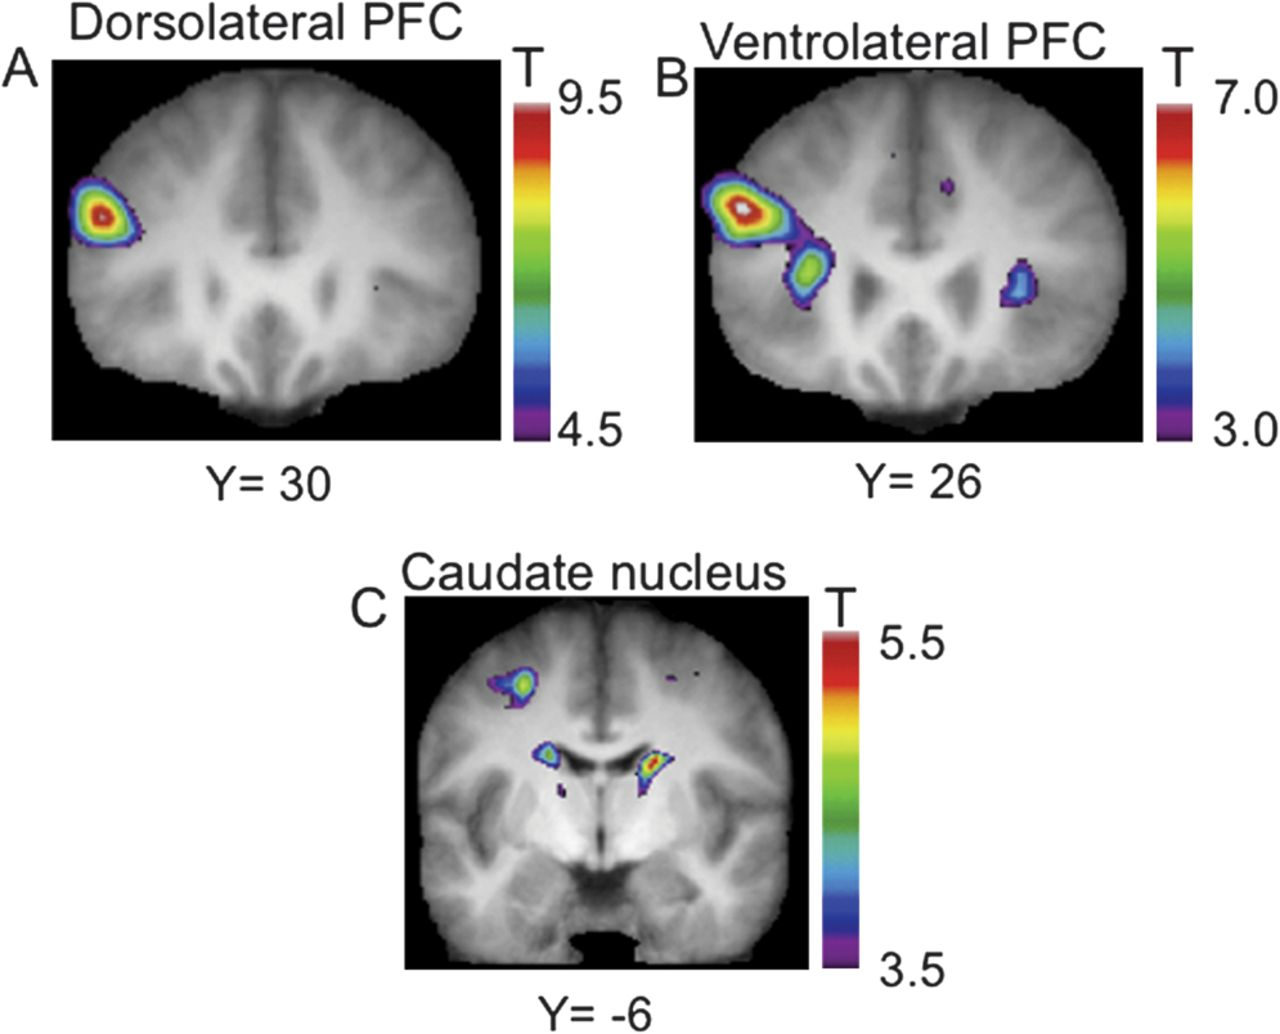 Dorsolateral PFC
A
T
9.5
4.5
Y= 30
Ventrolateral PFC
B
T
7.0
3.0
Y= 26
Caudate nucleus
C
T
5.5
3.5
Y= -6